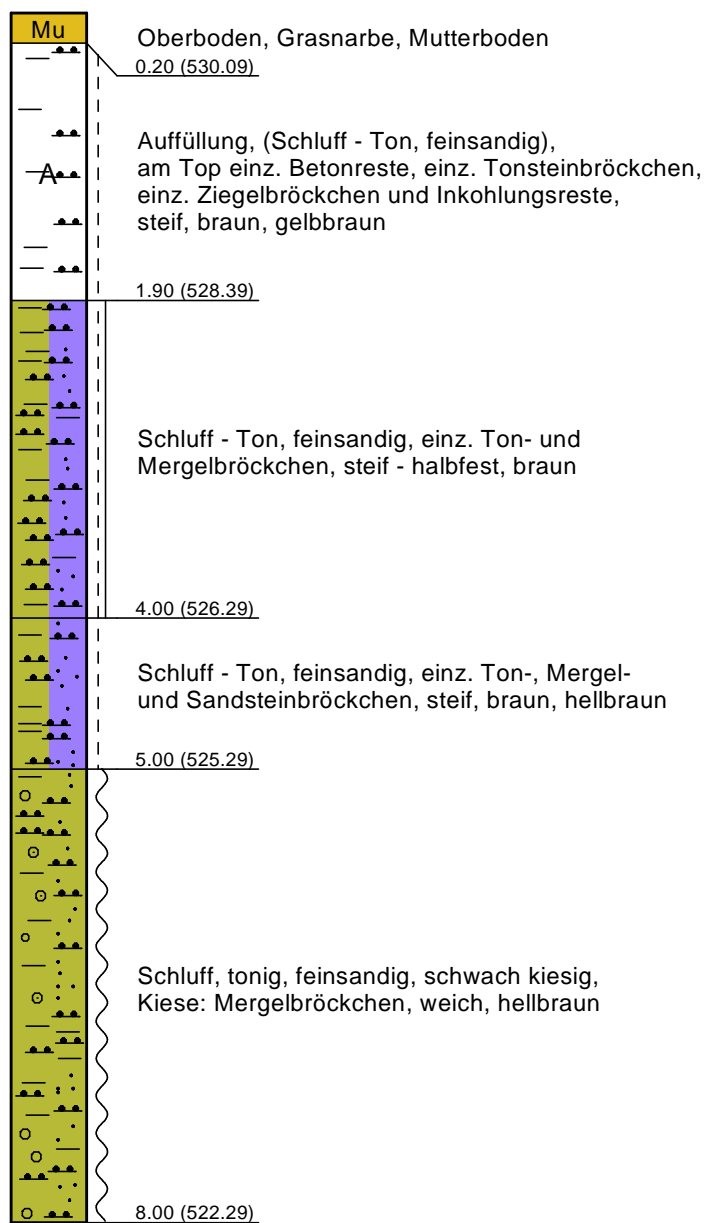 Mu
Oberboden, Grasnarbe, Mutterboden
0.20 (530.09)
A
Auffüllung, (Schluff - Ton, feinsandig),
am Top einz. Betonreste, einz. Tonsteinbröckchen,
einz. Ziegelbröckchen und Inkohlungsreste,
steif, braun, gelbbraun
1.90 (528.39)
Schluff - Ton, feinsandig, einz. Ton- und
Mergelbröckchen, steif - halbfest, braun
4.00 (526.29)
Schluff - Ton, feinsandig, einz. Ton-, Mergel-
und Sandsteinbröckchen, steif, braun, hellbraun
5.00 (525.29)
Schluff, tonig, feinsandig, schwach kiesig,
Kiese: Mergelbröckchen, weich, hellbraun
8.00 (522.29)